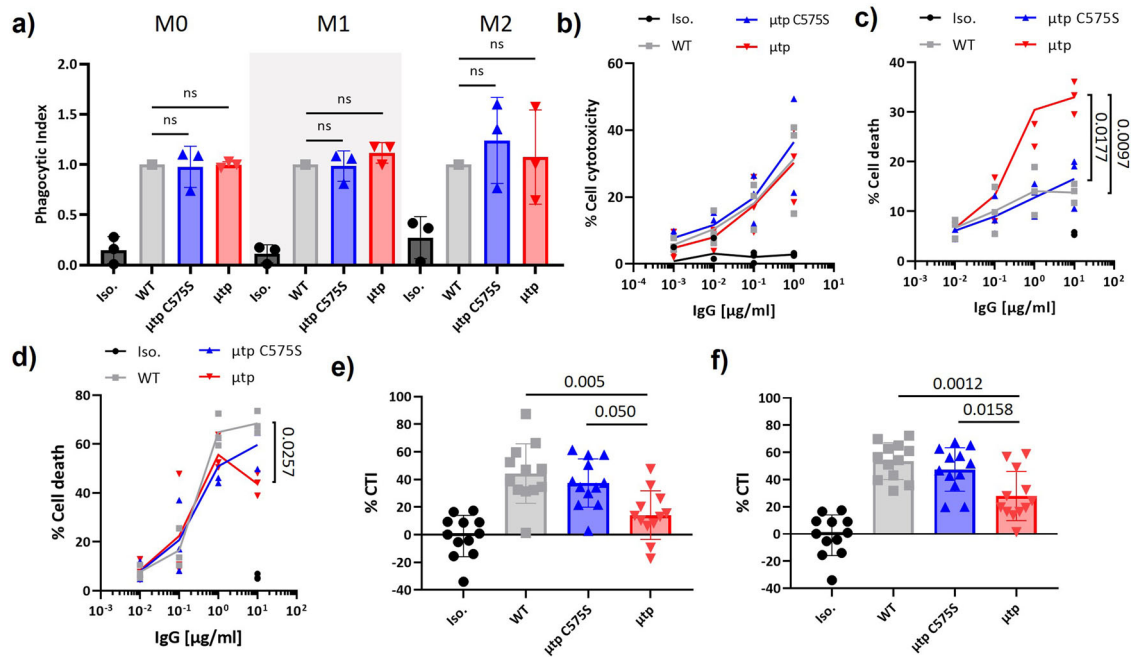 a)
M0 M1 M2
ns
ns
ns
ns
ns
ns
Phagocytic Index
2.0
1.5
1.0
0.5
0.0
Iso. WT μtp C575S μtp Iso. WT μtp C575S μtp Iso. WT μtp C575S μtp
b)
Iso. μtp C575S
WT μtp
% Cell cytotoxicity
60
40
20
0
10⁻⁴ 10⁻³ 10⁻² 10⁻¹ 10⁰ 10¹
IgG [μg/ml]
c)
Iso. μtp C575S
WT μtp
% Cell death
40
30
20
10
0
10⁻³ 10⁻² 10⁻¹ 10⁰ 10¹ 10²
IgG [μg/ml]
0.0177
0.0097
d)
Iso. μtp C575S
WT μtp
% Cell death
80
60
40
20
0
10⁻³ 10⁻² 10⁻¹ 10⁰ 10¹ 10²
IgG [μg/ml]
0.0257
e)
0.005
0.050
% CTI
100
80
60
40
20
0
-20
-40
Iso. WT μtp C575S μtp
f)
0.0012
0.0158
% CTI
100
80
60
40
20
0
-20
-40
Iso. WT μtp C575S μtp